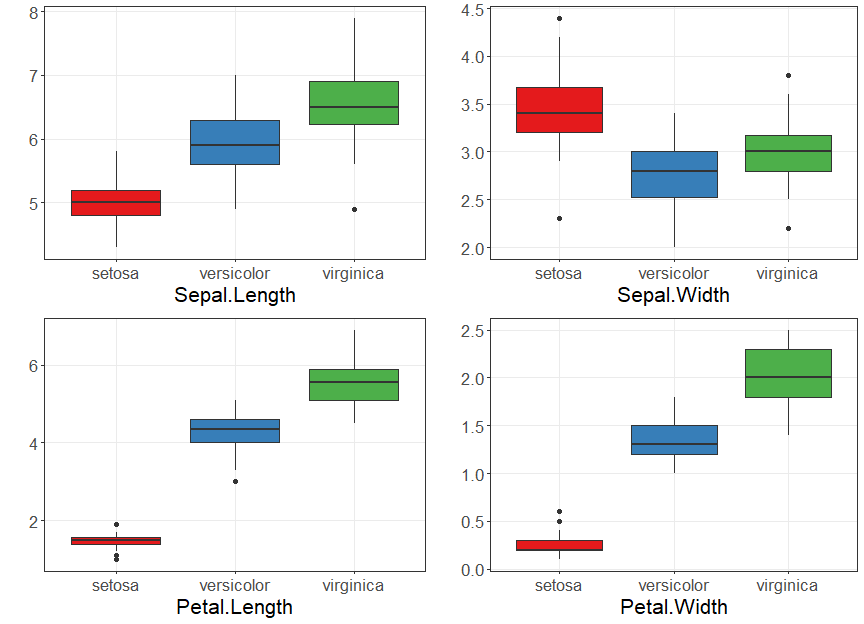 8
7
6
5
setosa versicolor virginica
Sepal.Length
4.5
4.0
3.5
3.0
2.5
2.0
setosa versicolor virginica
Sepal.Width
6
4
2
setosa versicolor virginica
Petal.Length
2.5
2.0
1.5
1.0
0.5
0.0
setosa versicolor virginica
Petal.Width